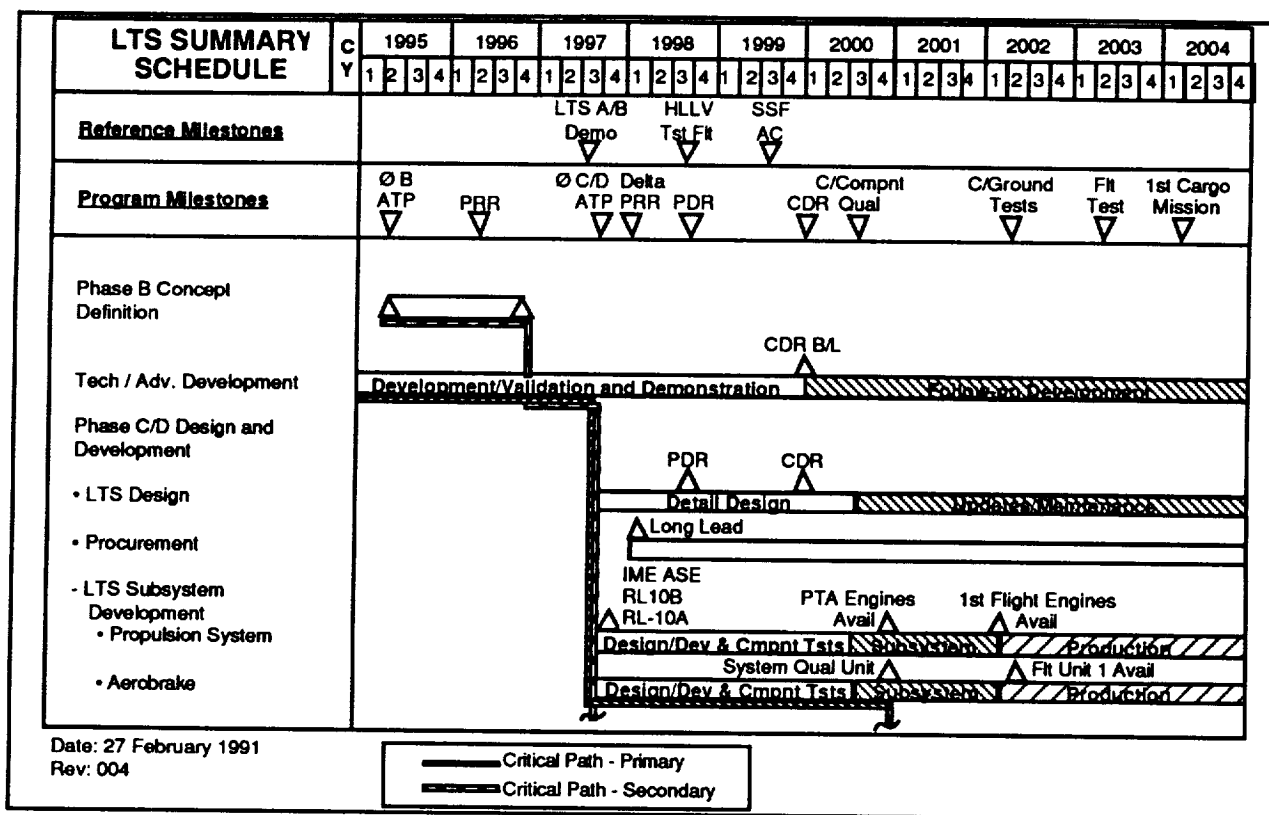 LTS SUMMARY
SCHEDULE
C
Y
1995 1996 1997 1998 1999 2000 2001 2002 2003 2004
1 2 3 4 1 2 3 4 1 2 3 4 1 2 3 4 1 2 3 4 1 2 3 4 1 2 3 4 1 2 3 4 1 2 3 4 1 2 3 4
Reference Milestones
LTS A/B
Demo
HLLV
Tst Flt
SSF
AC
Program Milestones
Ø B
ATP
PRR
Ø C/D
ATP
Delta
PRR
PDR
CDR
C/Compnt
Qual
C/Ground
Tests
Flt
Test
1st Cargo
Mission
Phase B Concept
Definition
CDR B/L
Tech / Adv. Development
Development/Validation and Demonstration
Follow-on Development
Phase C/D Design and
Development
PDR
CDR
• LTS Design
Detail Design
Updates/Maintenance
Long Lead
• Procurement
- LTS Subsystem
Development
• Propulsion System
IME ASE
RL10B
RL-10A
PTA Engines
Avail
1st Flight Engines
Avail
Design/Dev & Cmpnt Tsts
Subsystem
Production
System Qual Unit
Flt Unit 1 Avail
• Aerobrake
Design/Dev & Cmpnt Tsts
Subsystem
Production
Date: 27 February 1991
Rev: 004
Critical Path - Primary
Critical Path - Secondary